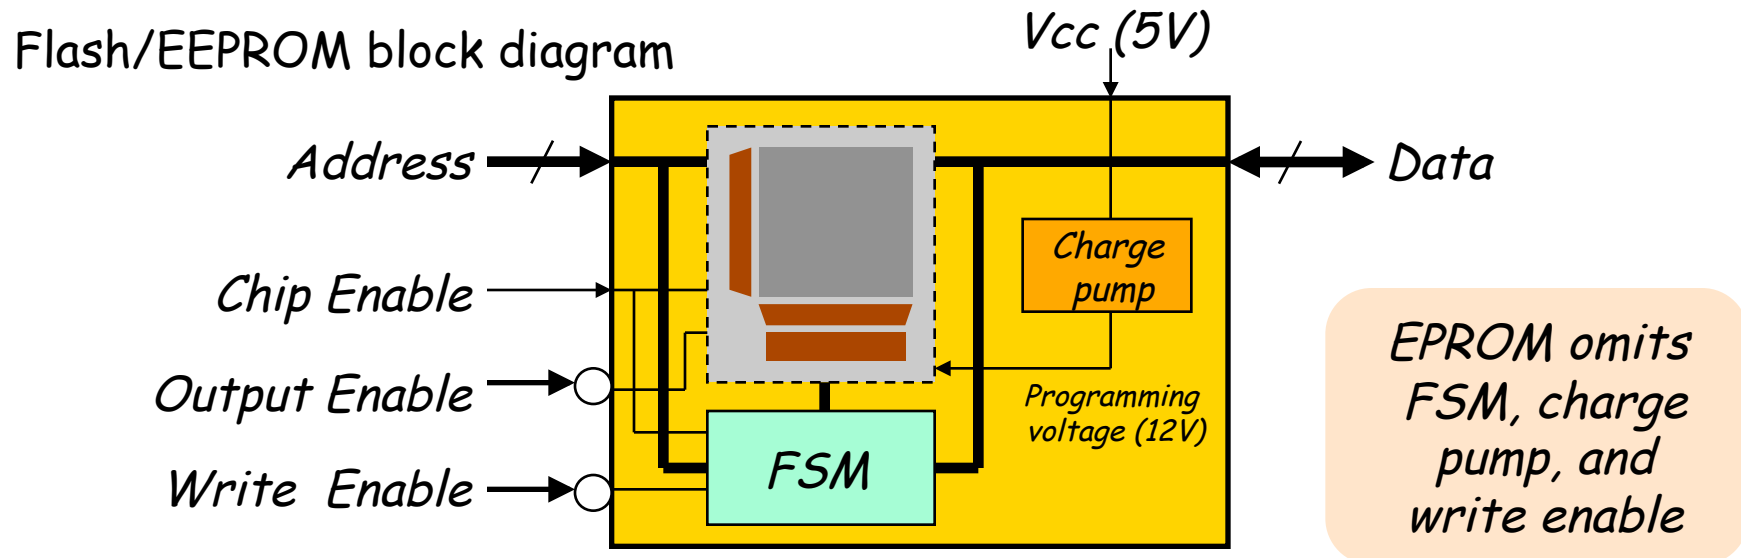 Flash/EEPROM block diagram
Vcc (5V)
Address
Data
Charge
pump
Chip Enable
Output Enable
Programming
voltage (12V)
Write Enable
FSM
EPROM omits
FSM, charge
pump, and
write enable